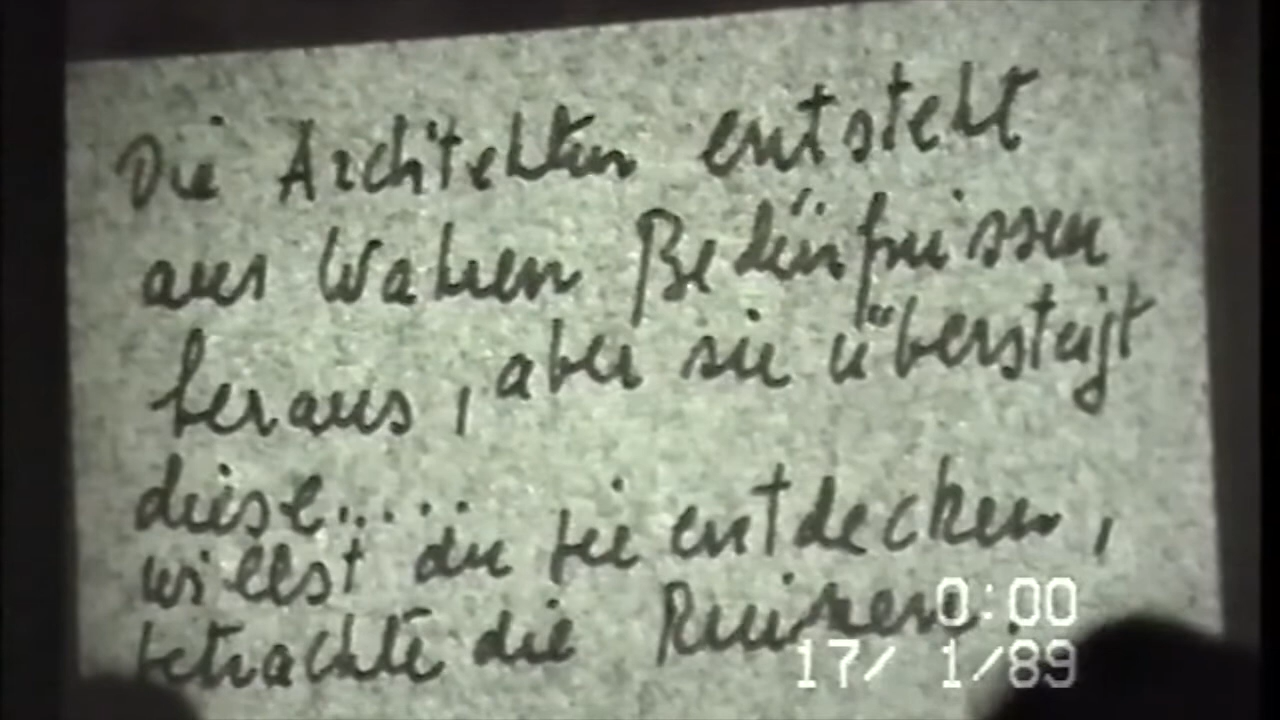 Die Architektur entsteht
aus Wahren Bedürfnissen
heraus, aber sie übersteigt
diese.....
willst du sie entdecken,
betrachte die Ruinen.
0:00
17/ 1/89